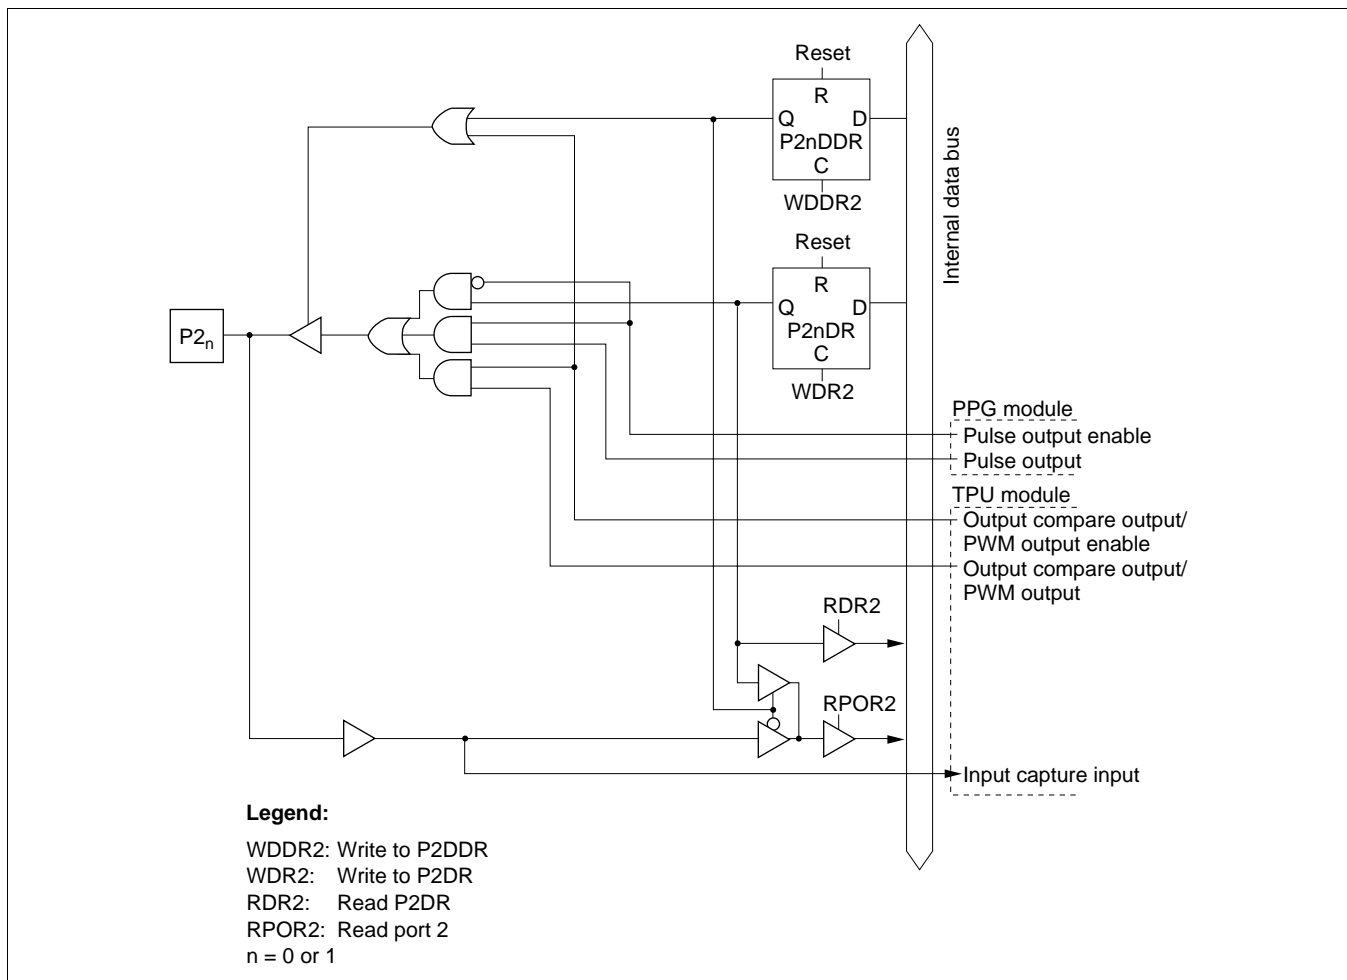 Reset
R
Q D
P2nDDR
C
WDDR2
Internal data bus
Reset
R
Q D
P2nDR
C
WDR2
P2n
PPG module
Pulse output enable
Pulse output
TPU module
Output compare output/
PWM output enable
Output compare output/
PWM output
RDR2
RPOR2
Input capture input
Legend:
WDDR2: Write to P2DDR
WDR2: Write to P2DR
RDR2: Read P2DR
RPOR2: Read port 2
n = 0 or 1